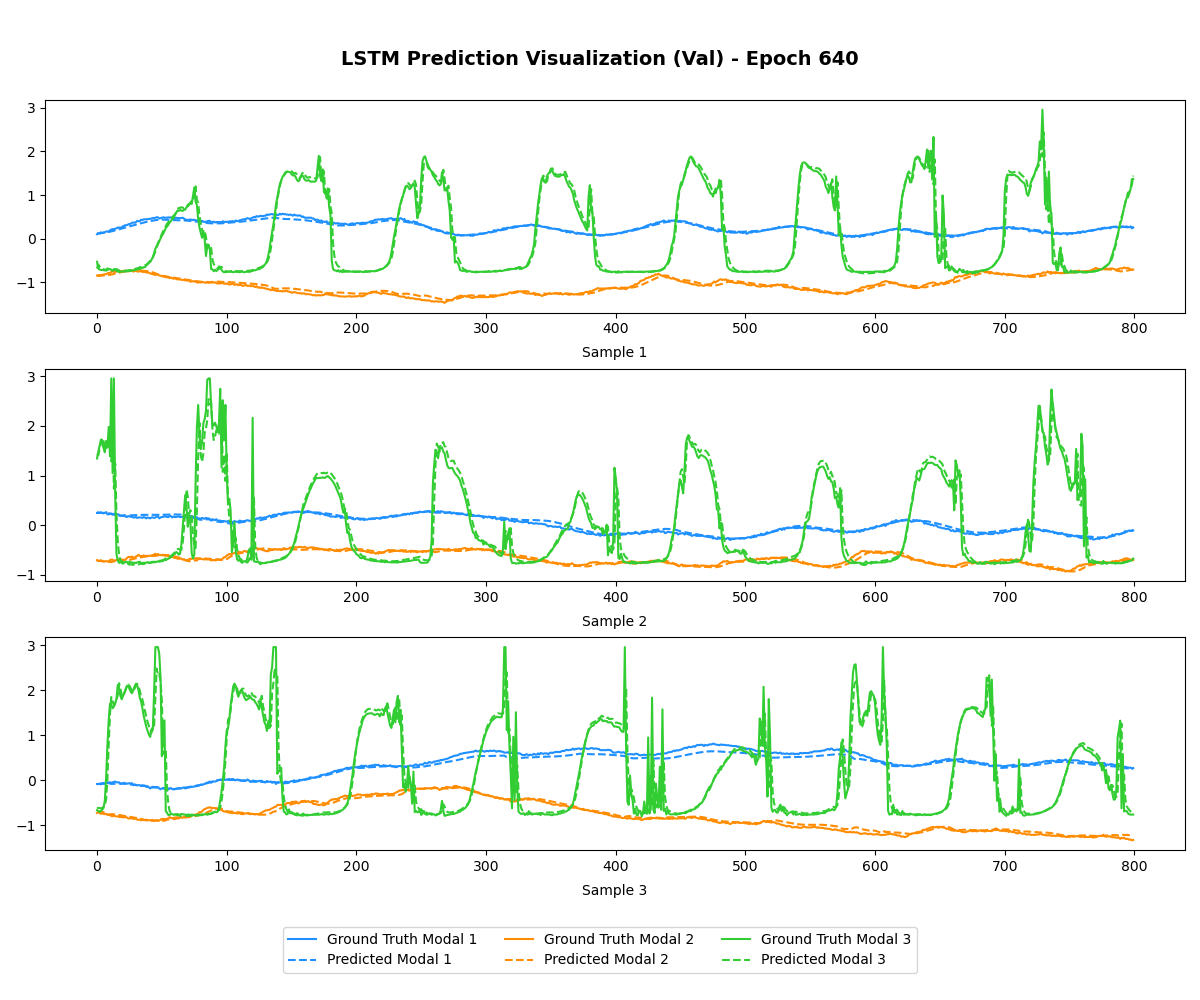 LSTM Prediction Visualization (Val) - Epoch 640
3
2
1
0
−1
0 100 200 300 400 500 600 700 800
Sample 1
3
2
1
0
−1
0 100 200 300 400 500 600 700 800
Sample 2
3
2
1
0
−1
0 100 200 300 400 500 600 700 800
Sample 3
Ground Truth Modal 1 Ground Truth Modal 2 Ground Truth Modal 3
Predicted Modal 1 Predicted Modal 2 Predicted Modal 3